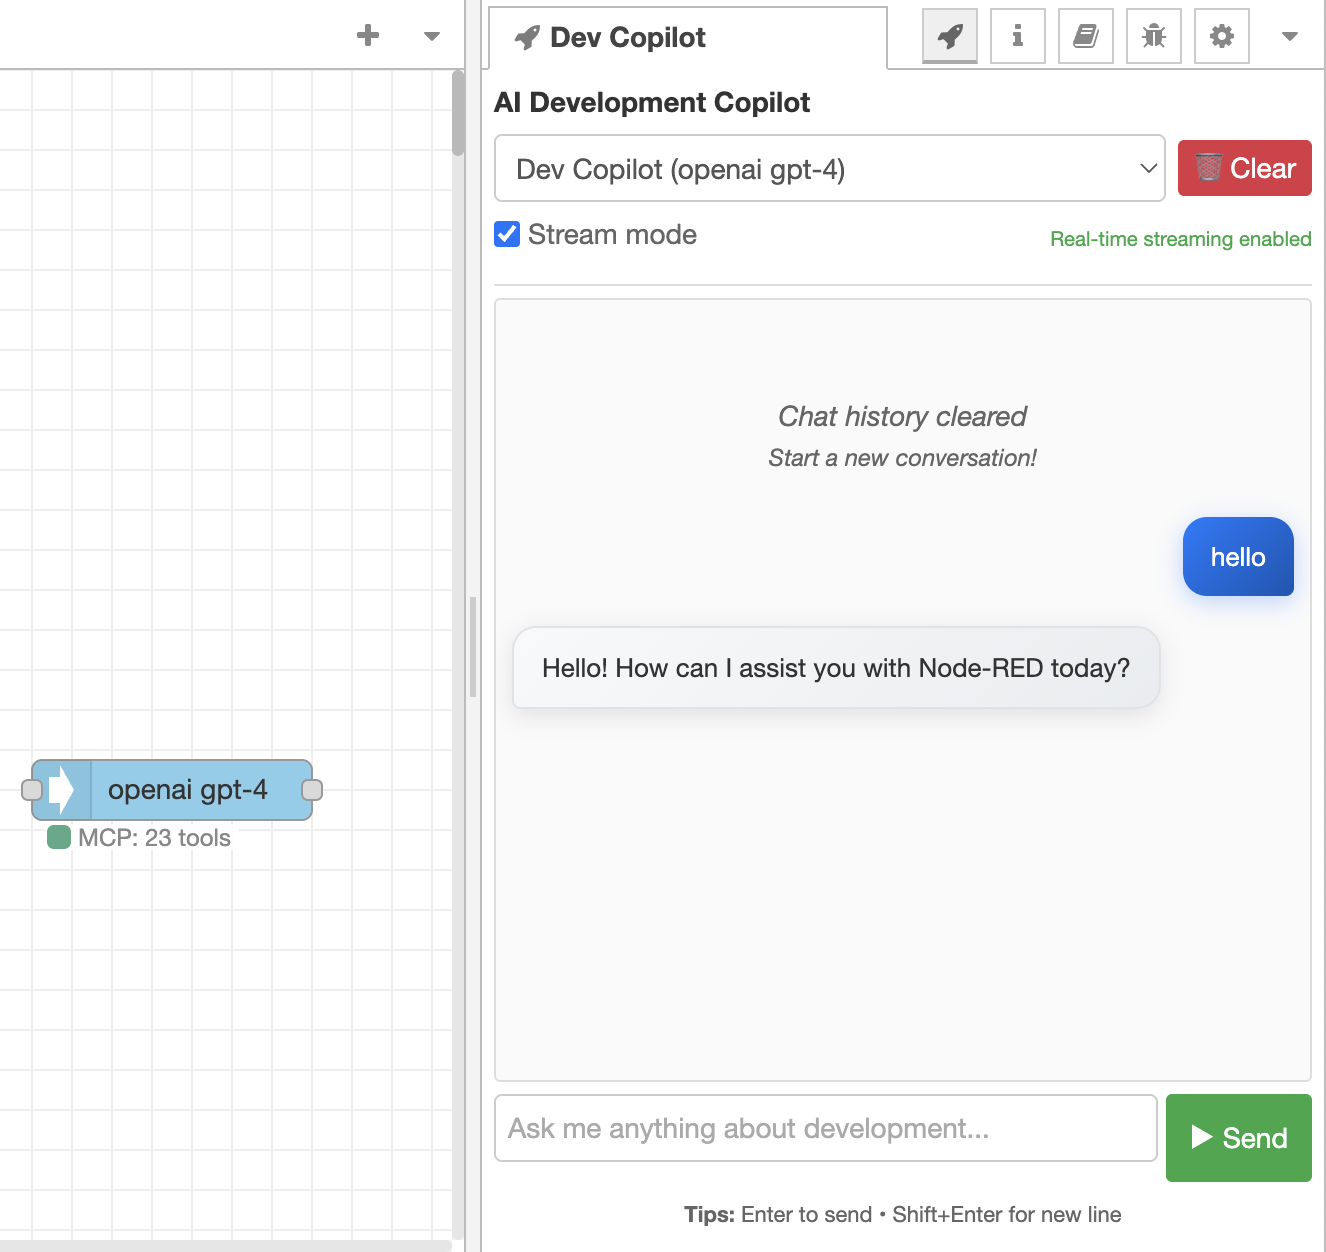 Dev Copilot
AI Development Copilot
Dev Copilot (openai gpt-4)
Clear
Stream mode
Real-time streaming enabled
Chat history cleared
Start a new conversation!
hello
Hello! How can I assist you with Node-RED today?
openai gpt-4
MCP: 23 tools
Ask me anything about development...
Send
Tips: Enter to send • Shift+Enter for new line